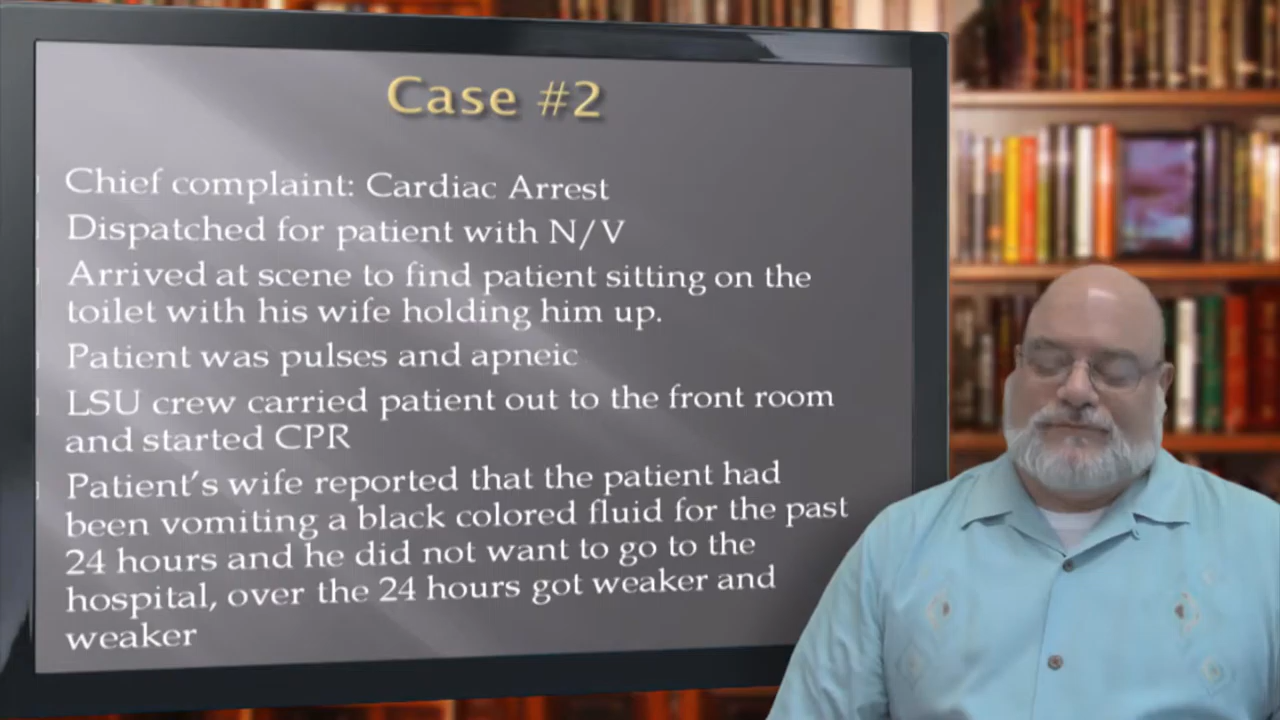 Case #2
Chief complaint: Cardiac Arrest
Dispatched for patient with N/V
Arrived at scene to find patient sitting on the
toilet with his wife holding him up.
Patient was pulses and apneic
LSU crew carried patient out to the front room
and started CPR
Patient's wife reported that the patient had
been vomiting a black colored fluid for the past
24 hours and he did not want to go to the
hospital, over the 24 hours got weaker and
weaker